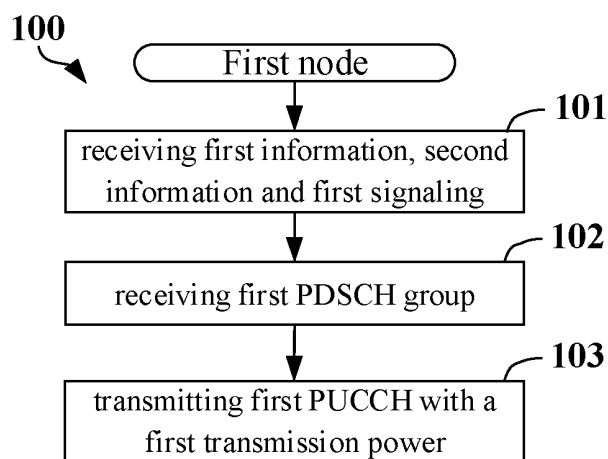 100
First node
101
receiving first information, second
information and first signaling
102
receiving first PDSCH group
103
transmitting first PUCCH with a
first transmission power